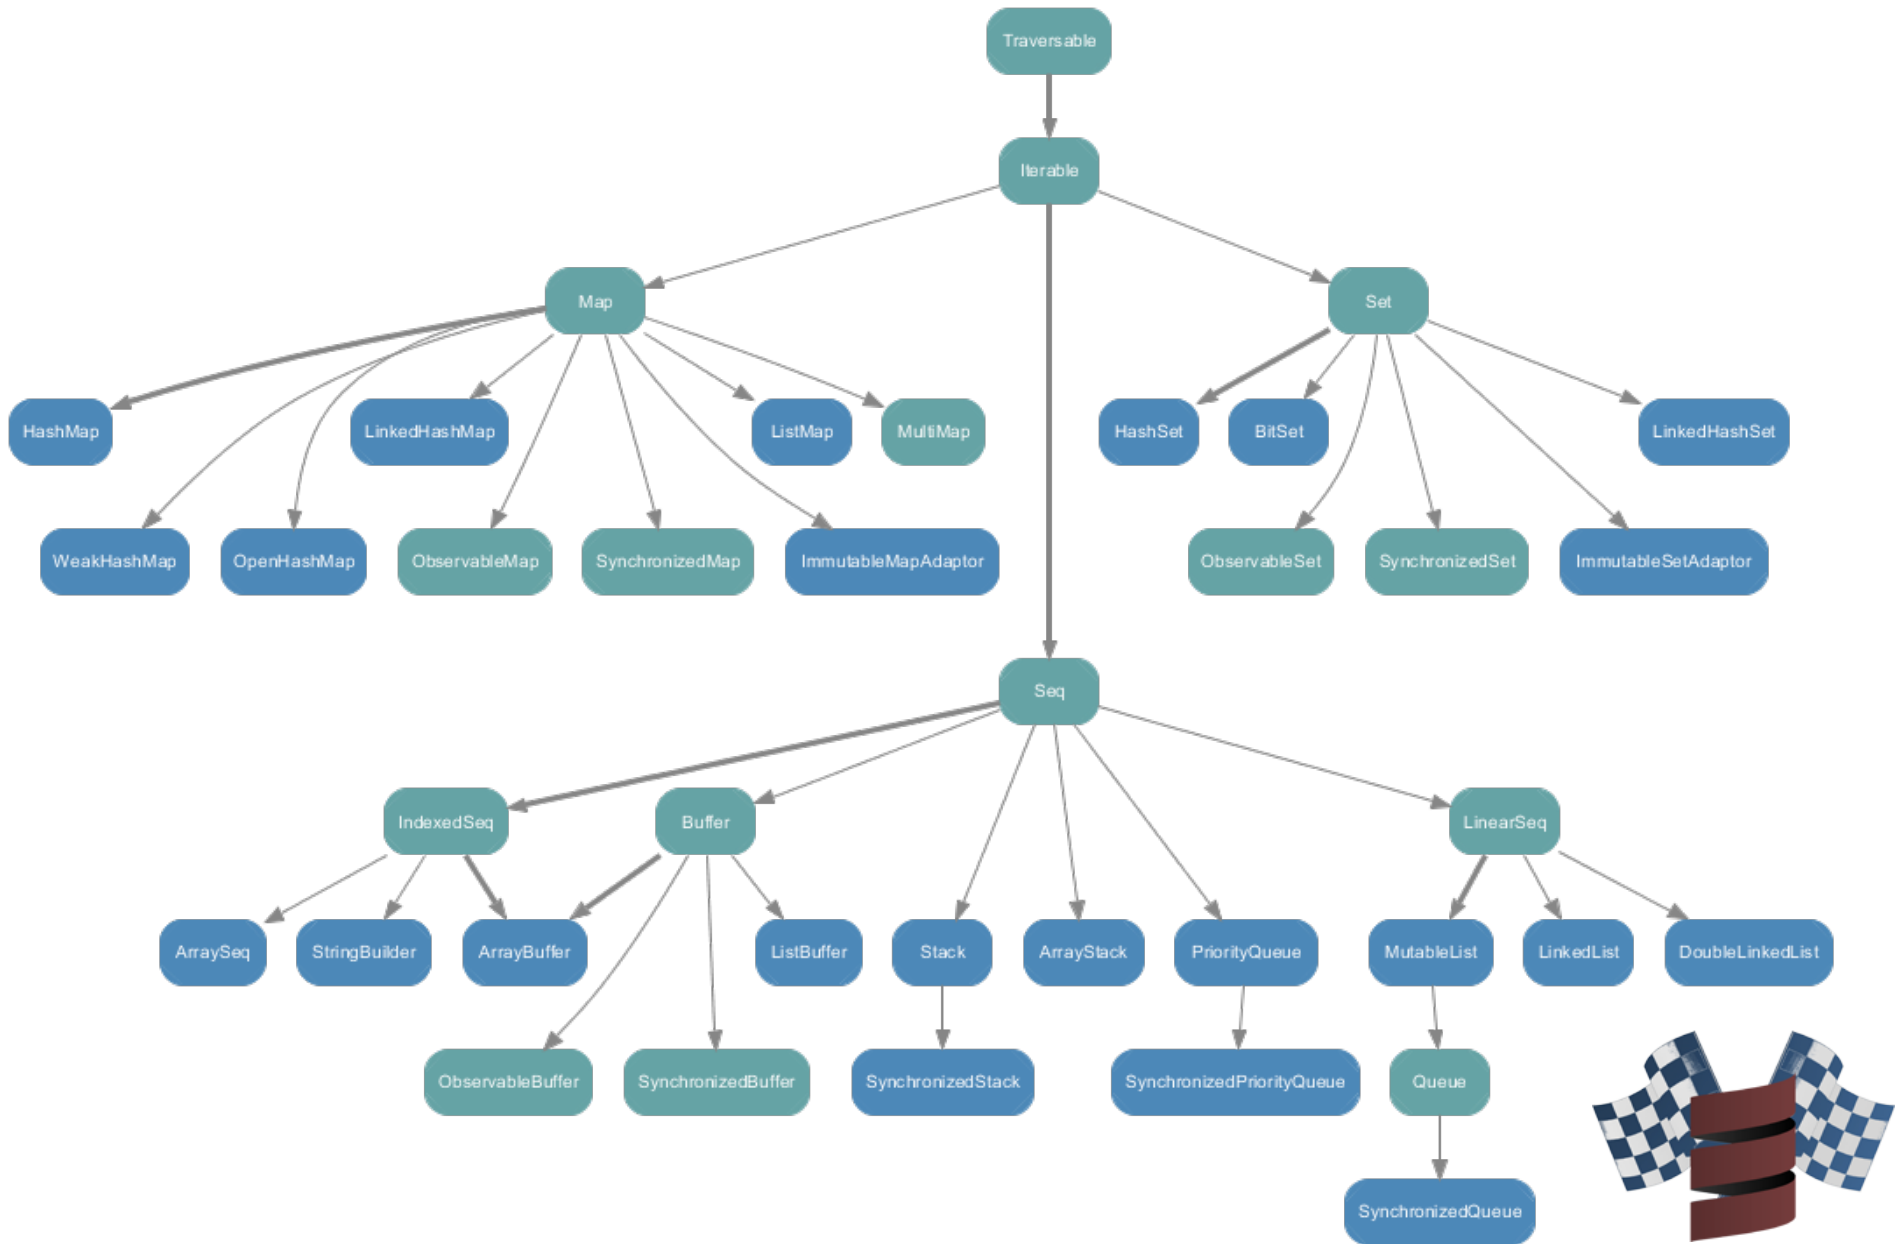 Traversable
Iterable
Map
Set
HashMap
LinkedHashMap
ListMap
MultiMap
HashSet
BitSet
LinkedHashSet
WeakHashMap
OpenHashMap
ObservableMap
SynchronizedMap
ImmutableMapAdaptor
ObservableSet
SynchronizedSet
ImmutableSetAdaptor
Seq
IndexedSeq
Buffer
LinearSeq
ArraySeq
StringBuilder
ArrayBuffer
ListBuffer
Stack
ArrayStack
PriorityQueue
MutableList
LinkedList
DoubleLinkedList
ObservableBuffer
SynchronizedBuffer
SynchronizedStack
SynchronizedPriorityQueue
Queue
SynchronizedQueue